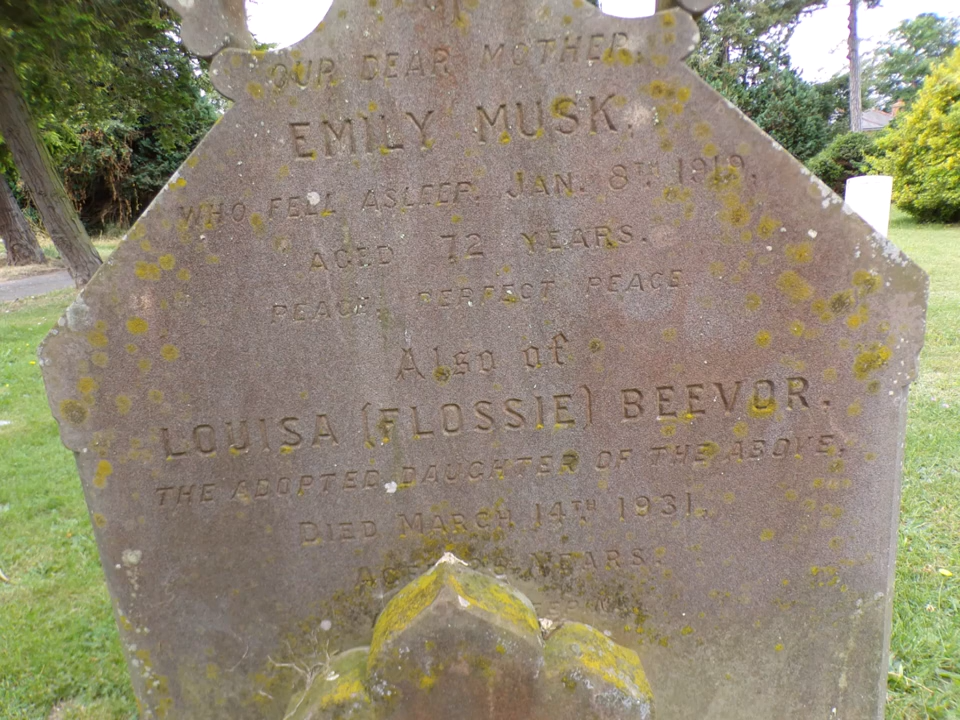 OUR DEAR MOTHER.
EMILY MUSK,
WHO FELL ASLEEP, JAN. 8TH 1919.
AGED 72 YEARS.
PEACE, PERFECT PEACE.
Also of
LOUISA (FLOSSIE) BEEVOR.
THE ADOPTED DAUGHTER OF THE ABOVE,
DIED MARCH 14TH 1931.
AGED YEARS.